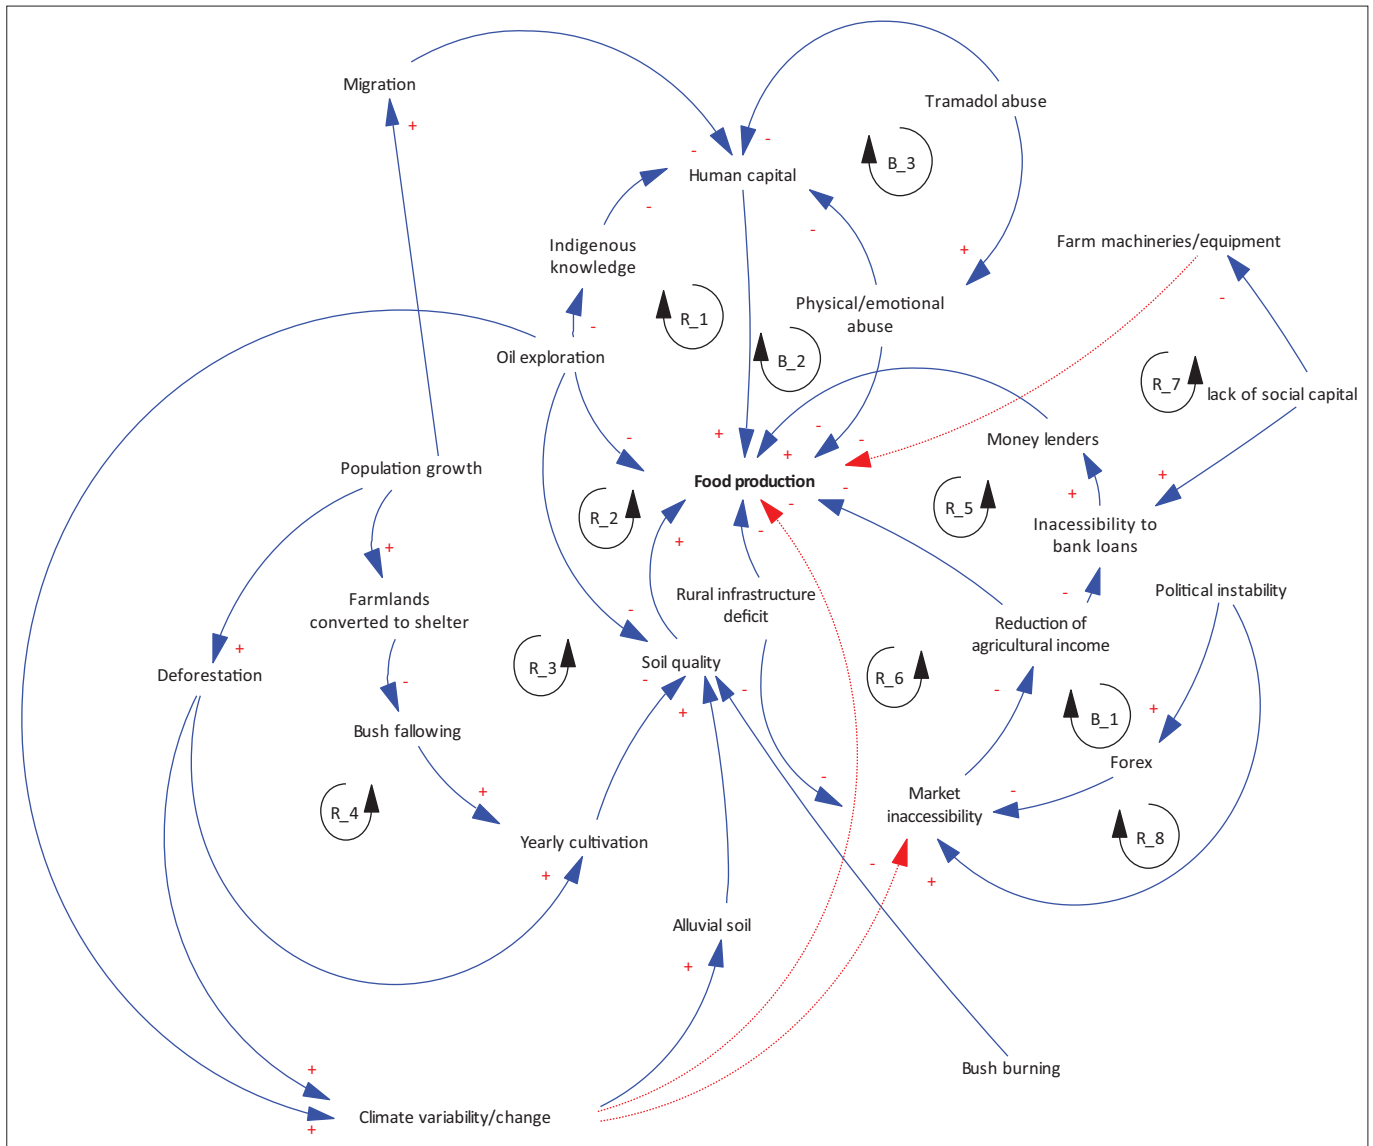 Migration
+
Tramadol abuse
-
-
B_3
Human capital
-
-
Indigenous
knowledge
+
Farm machineries/equipment
Physical/emotional
abuse
-
R_1
-
Oil exploration
B_2
R_7
lack of social capital
+
-
-
-
+
Money lenders
Population growth
Food production
+
-
-
R_5
+
R_2
-
Inacessibility to
bank loans
+
+
Farmlands
converted to shelter
Rural infrastructure
deficit
-
Political instability
-
Reduction of
agricultural income
+
R_3
Deforestation
Soil quality
-
-
R_6
-
-
+
B_1
+
Bush fallowing
Forex
-
-
+
R_4
Market
inaccessibility
R_8
Yearly cultivation
+
-
+
Alluvial soil
+
+
Bush burning
Climate variability/change
+